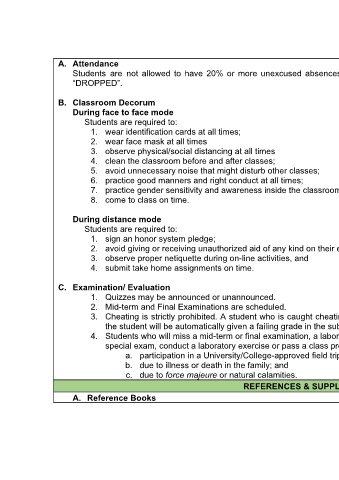 A. Attendance
Students are not allowed to have 20% or more unexcused absences
"DROPPED".
B. Classroom Decorum
During face to face mode
Students are required to:
1. wear identification cards at all times;
2. wear face mask at all times
3. observe physical/social distancing at all times
4. clean the classroom before and after classes;
5. avoid unnecessary noise that might disturb other classes;
6. practice good manners and right conduct at all times;
7. practice gender sensitivity and awareness inside the classroom
8. come to class on time.
During distance mode
Students are required to:
1. sign an honor system pledge;
2. avoid giving or receiving unauthorized aid of any kind on their e
3. observe proper netiquette during on-line activities, and
4. submit take home assignments on time.
C. Examination/ Evaluation
1. Quizzes may be announced or unannounced.
2. Mid-term and Final Examinations are scheduled.
3. Cheating is strictly prohibited. A student who is caught cheati
the student will be automatically given a failing grade in the sub
4. Students who will miss a mid-term or final examination, a labor
special exam, conduct a laboratory exercise or pass a class pr
a. participation in a University/College-approved field trip
b. due to illness or death in the family; and
c. due to force majeure or natural calamities.
REFERENCES & SUPPL
A. Reference Books